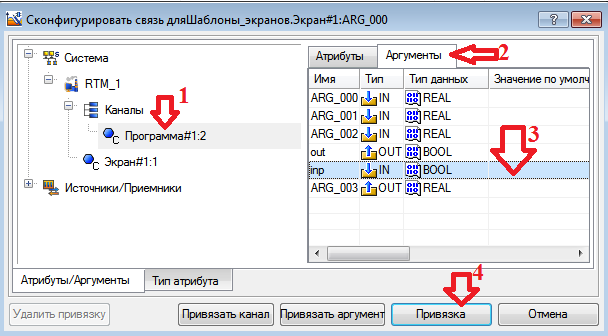 Сконфигурировать связь дляШаблоны_экранов.Экран#1:ARG_000
Система
RTM_1
Каналы
1
Программа#1:2
Экран#1:1
Источники/Приемники
Атрибуты/Аргументы Тип атрибута
Атрибуты Аргументы 2
Имя Тип Тип данных Значение по умолч
ARG_000 IN REAL
ARG_001 IN REAL
ARG_002 IN REAL
out OUT BOOL
3
inp IN BOOL
ARG_003 OUT REAL
4
Удалить привязку Привязать канал Привязать аргумент Привязка Отмена